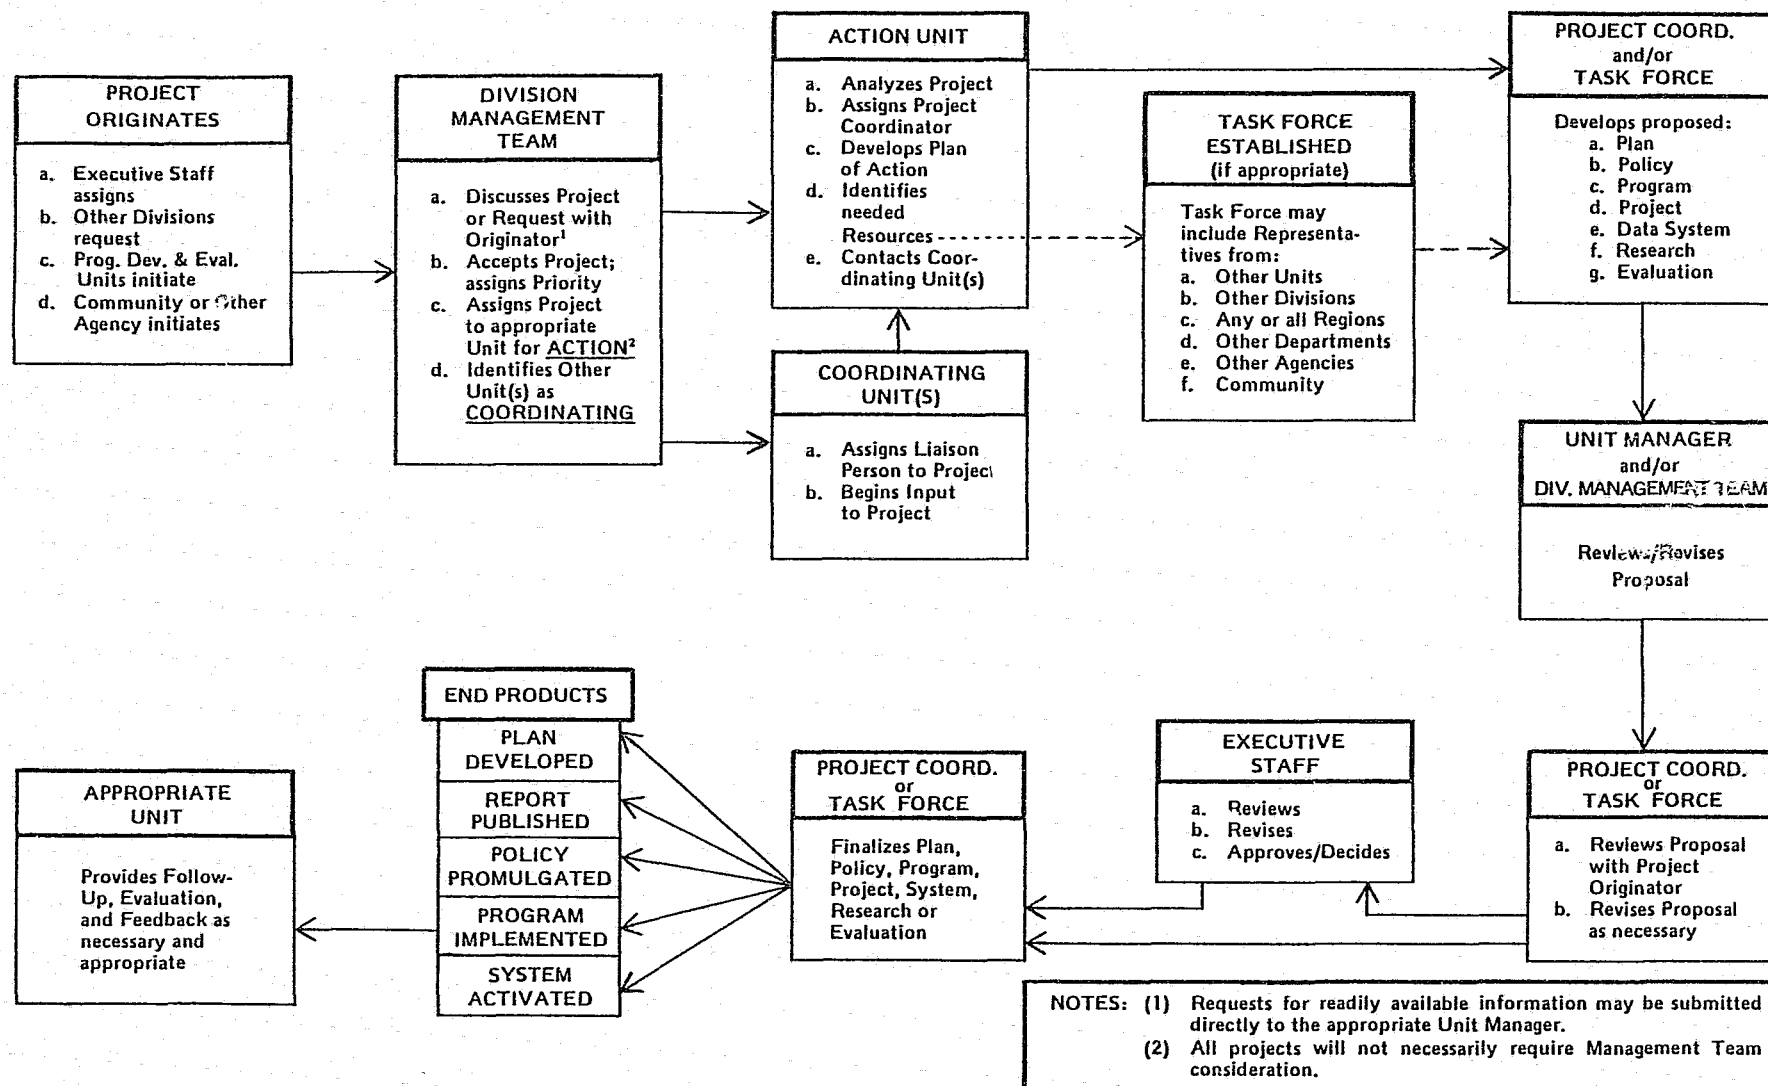 PROJECT
ORIGINATES
a. Executive Staff
assigns
b. Other Divisions
request
c. Prog. Dev. & Eval.
Units initiate
d. Community or Other
Agency initiates
DIVISION
MANAGEMENT
TEAM
a. Discusses Project
or Request with
Originator¹
b. Accepts Project;
assigns Priority
c. Assigns Project
to appropriate
Unit for ACTION²
d. Identifies Other
Unit(s) as
COORDINATING
ACTION UNIT
a. Analyzes Project
b. Assigns Project
Coordinator
c. Develops Plan
of Action
d. Identifies
needed
Resources
e. Contacts Coor-
dinating Unit(s)
COORDINATING
UNIT(S)
a. Assigns Liaison
Person to Project
b. Begins Input
to Project
TASK FORCE
ESTABLISHED
(if appropriate)
Task Force may
include Representa-
tives from:
a. Other Units
b. Other Divisions
c. Any or all Regions
d. Other Departments
e. Other Agencies
f. Community
PROJECT COORD.
and/or
TASK FORCE
Develops proposed:
a. Plan
b. Policy
c. Program
d. Project
e. Data System
f. Research
g. Evaluation
UNIT MANAGER
and/or
DIV. MANAGEMENT TEAM
Reviews/Revises
Proposal
PROJECT COORD.
or
TASK FORCE
a. Reviews Proposal
with Project
Originator
b. Revises Proposal
as necessary
EXECUTIVE
STAFF
a. Reviews
b. Revises
c. Approves/Decides
PROJECT COORD.
or
TASK FORCE
Finalizes Plan,
Policy, Program,
Project, System,
Research or
Evaluation
END PRODUCTS
PLAN
DEVELOPED
REPORT
PUBLISHED
POLICY
PROMULGATED
PROGRAM
IMPLEMENTED
SYSTEM
ACTIVATED
APPROPRIATE
UNIT
Provides Follow-
Up, Evaluation,
and Feedback as
necessary and
appropriate
NOTES: (1) Requests for readily available information may be submitted
directly to the appropriate Unit Manager.
(2) All projects will not necessarily require Management Team
consideration.